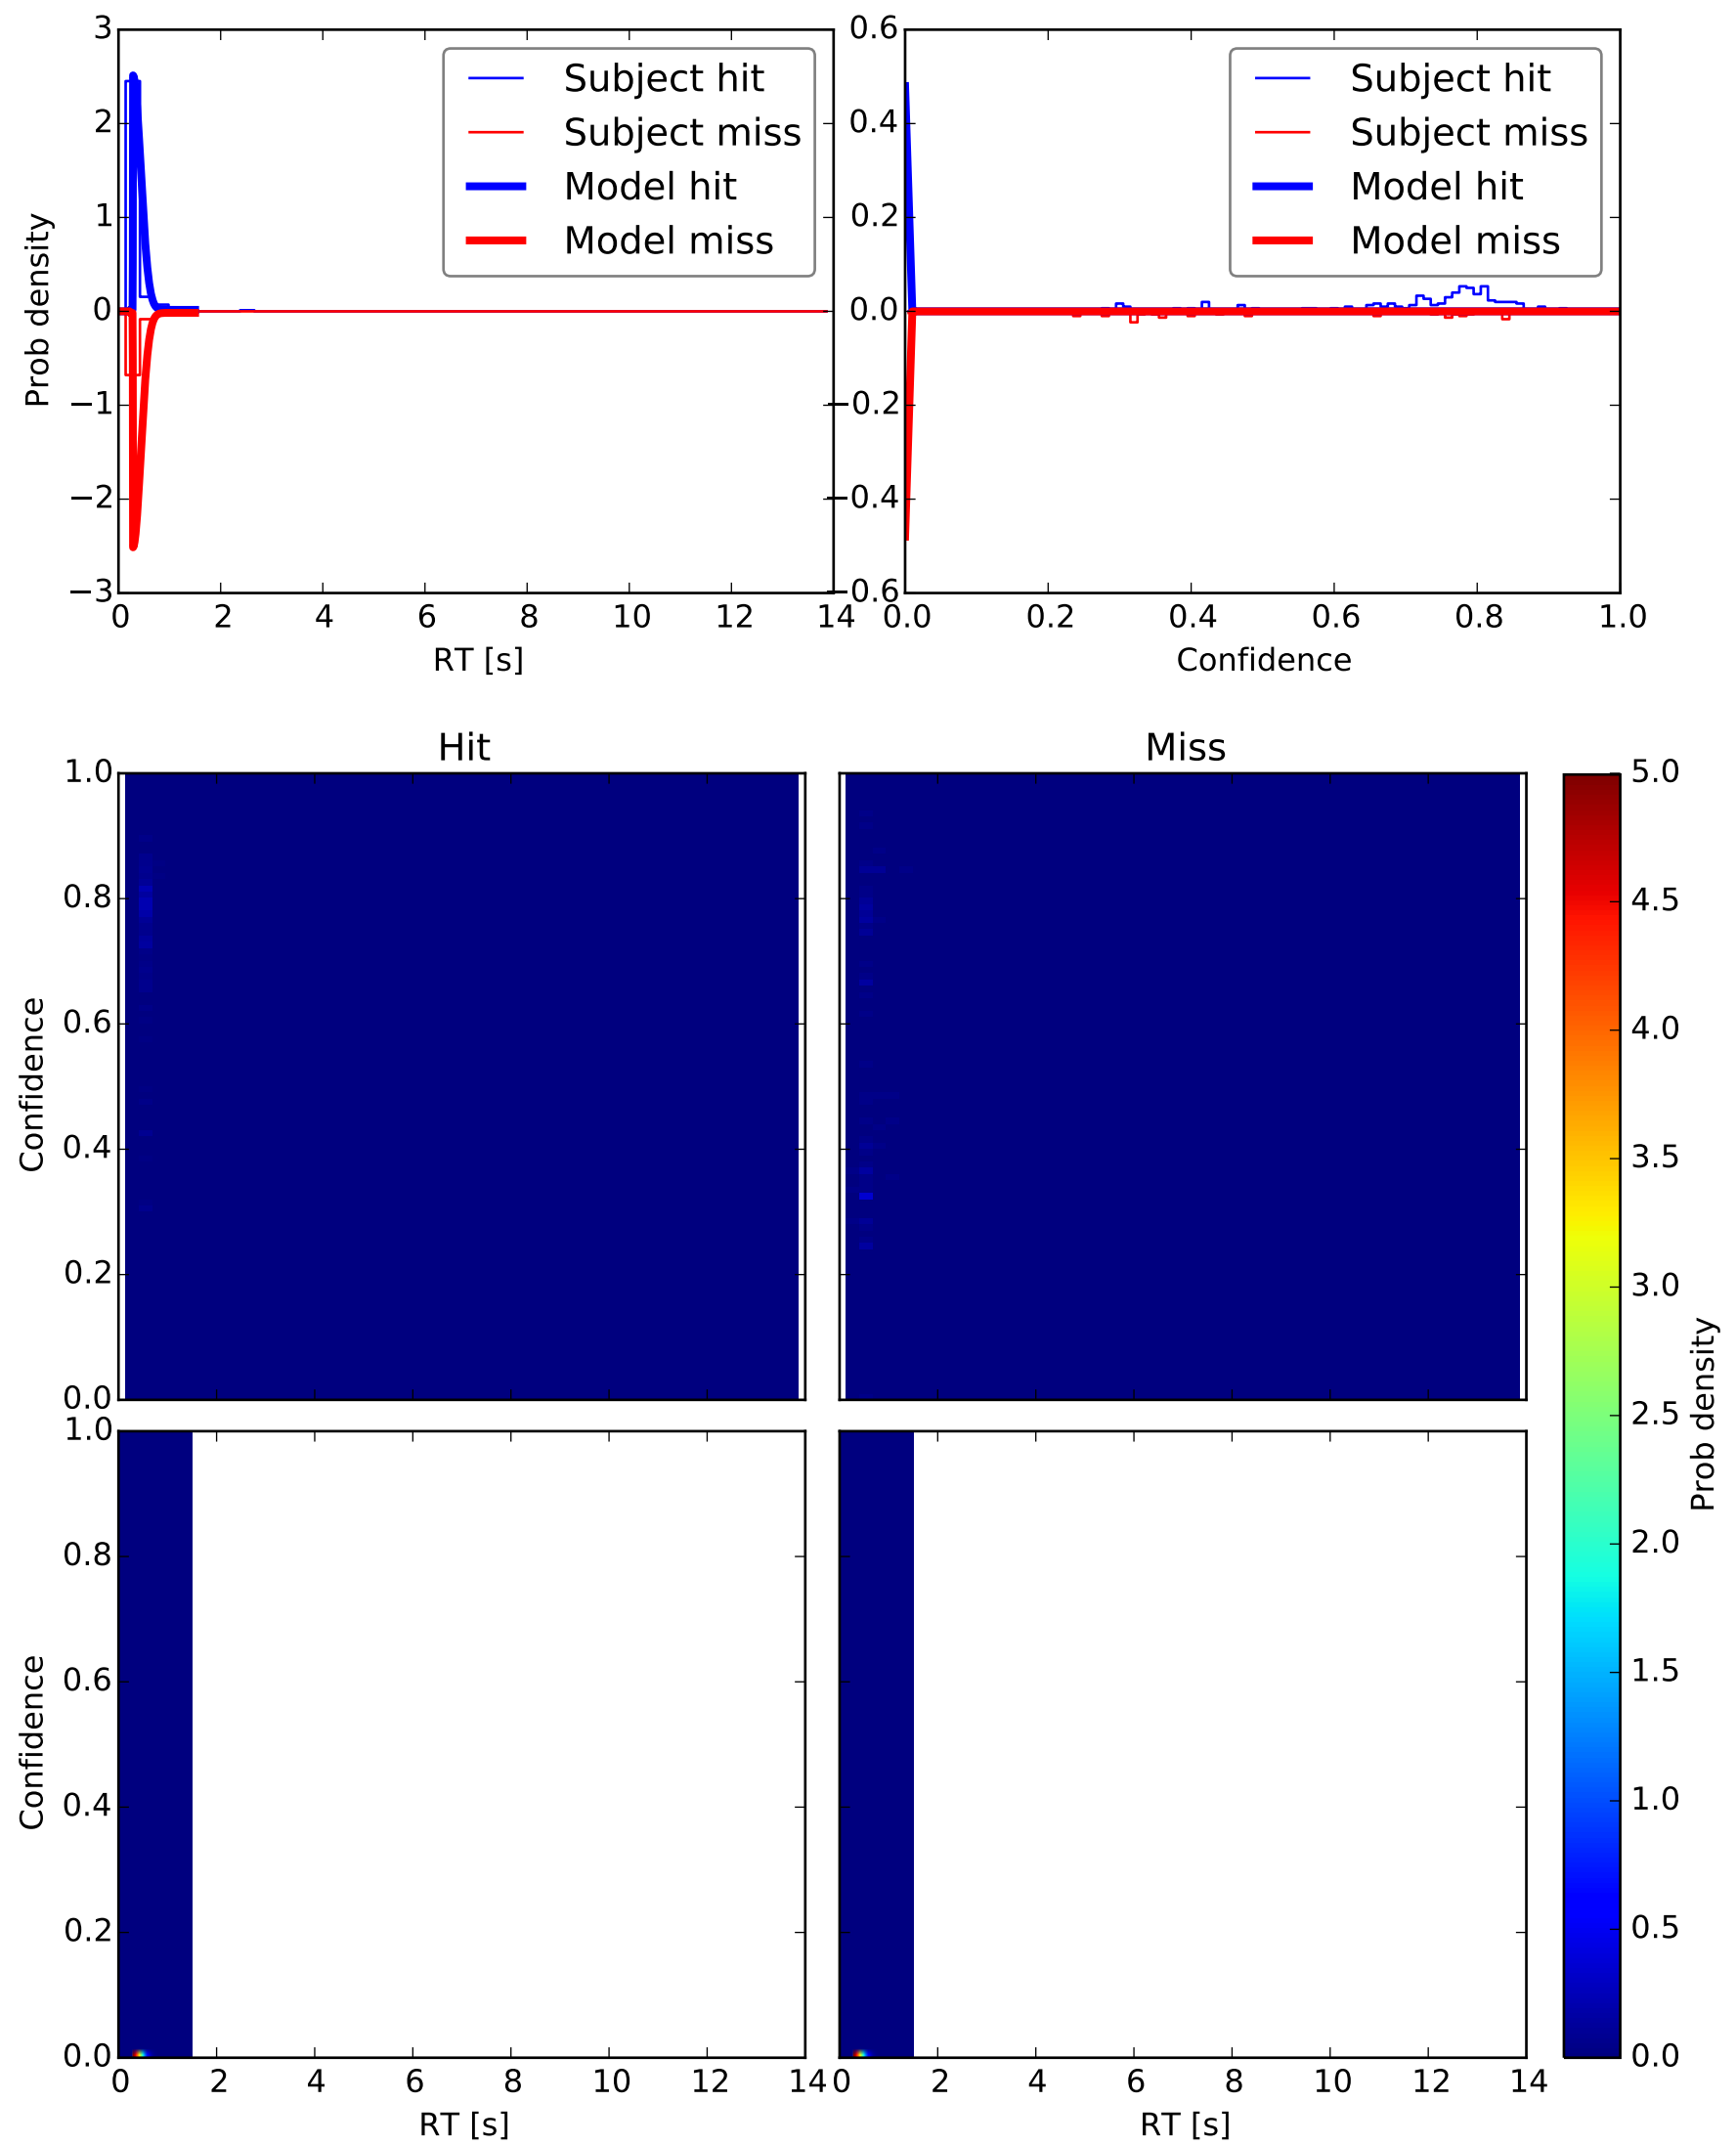 3
2
1
0
−1
−2
−3
Prob density
0 2 4 6 8 10 12 14
RT [s]
Subject hit
Subject miss
Model hit
Model miss
0.6
0.4
0.2
0.0
−0.2
−0.4
−0.6
0.0 0.2 0.4 0.6 0.8 1.0
Confidence
Subject hit
Subject miss
Model hit
Model miss
Hit
1.0
0.8
0.6
0.4
0.2
0.0
Confidence
Miss
1.0
0.8
0.6
0.4
0.2
0.0
Confidence
0 2 4 6 8 10 12 14
RT [s]
0 2 4 6 8 10 12 14
RT [s]
5.0
4.5
4.0
3.5
3.0
2.5
2.0
1.5
1.0
0.5
0.0
Prob density